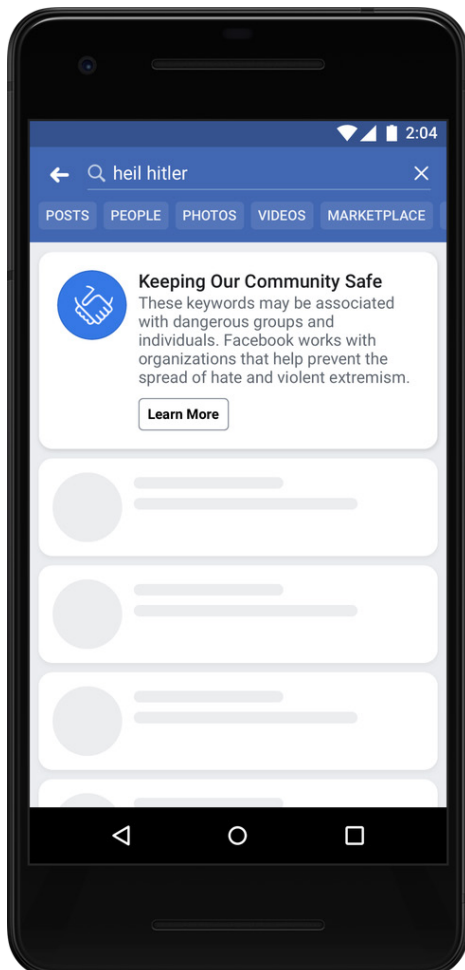 2:04
heil hitler
POSTS PEOPLE PHOTOS VIDEOS MARKETPLACE
Keeping Our Community Safe
These keywords may be associated
with dangerous groups and
individuals. Facebook works with
organizations that help prevent the
spread of hate and violent extremism.
Learn More